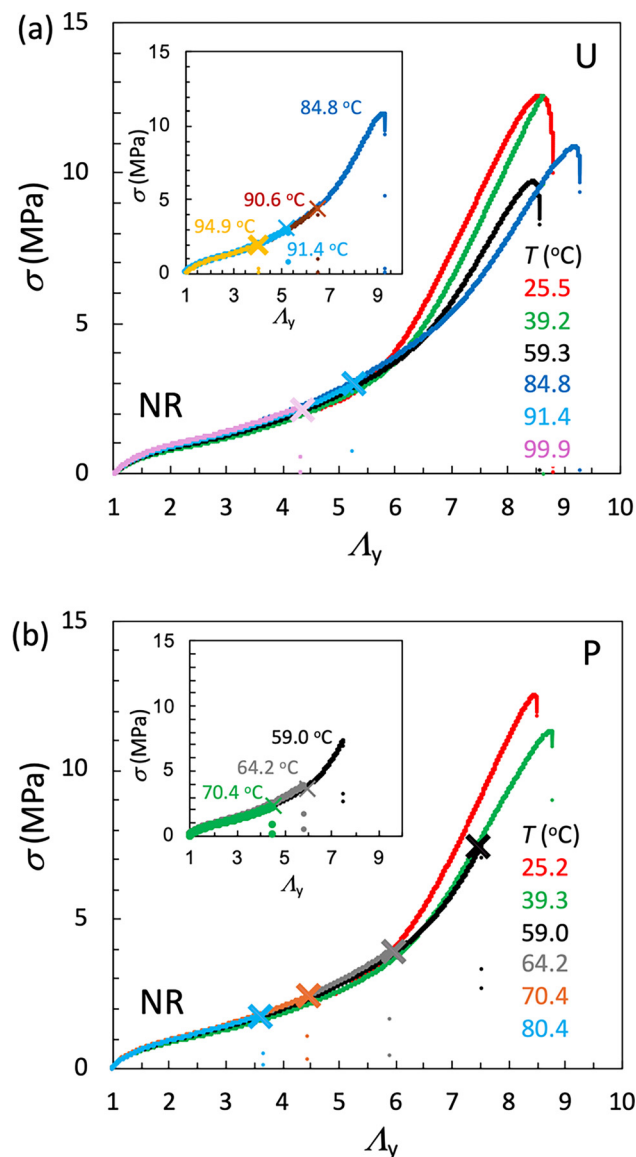 (a)
U
15
10
5
0
σ (MPa)
1 2 3 4 5 6 7 8 9 10
Λy
NR
T (°C)
25.5
39.2
59.3
84.8
91.4
99.9
15
10
5
0
σ (MPa)
1 3 5 7 9
Λy
84.8 °C
90.6 °C
94.9 °C
91.4 °C
(b)
P
15
10
5
0
σ (MPa)
1 2 3 4 5 6 7 8 9 10
Λy
NR
T (°C)
25.2
39.3
59.0
64.2
70.4
80.4
15
10
5
0
σ (MPa)
1 3 5 7 9
Λy
59.0 °C
64.2 °C
70.4 °C